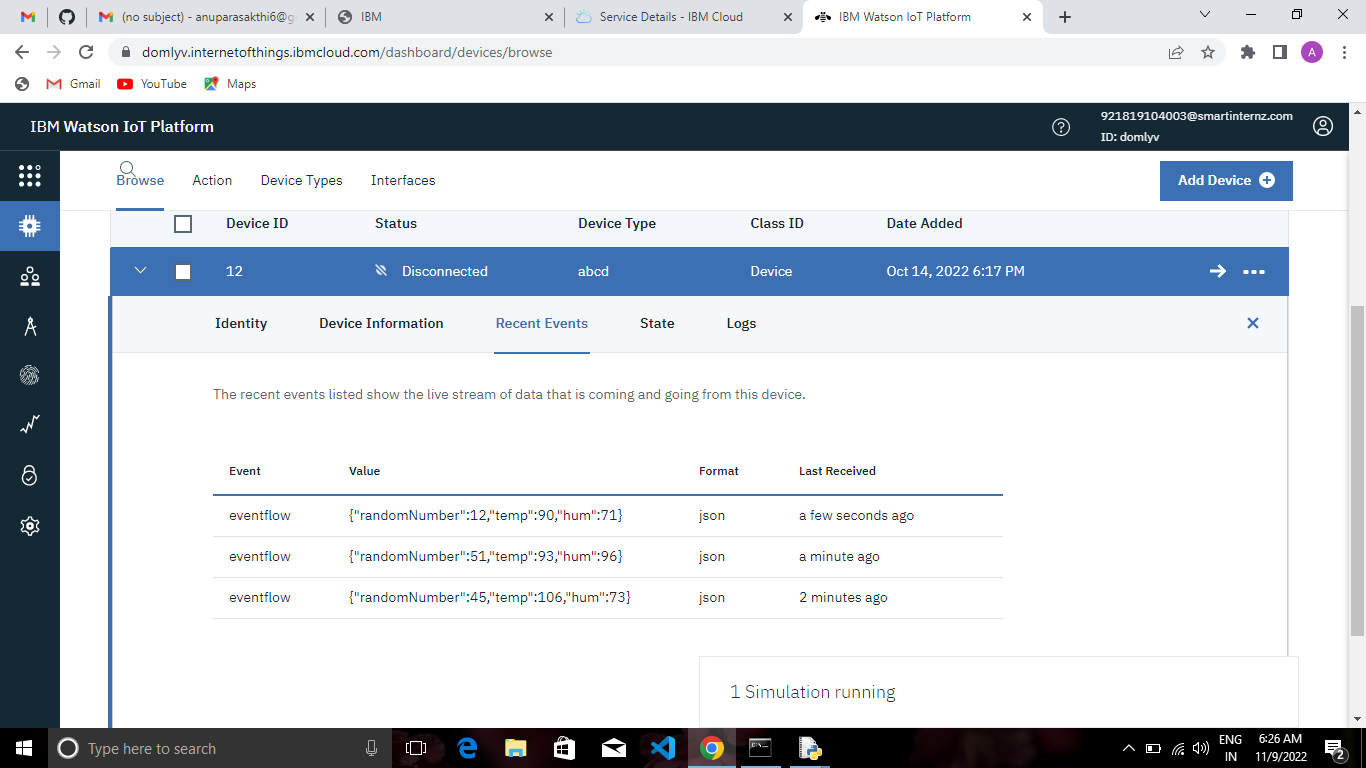 (no subject) - anuparasakthi6@g
IBM
Service Details - IBM Cloud
IBM Watson IoT Platform
domlyv.internetofthings.ibmcloud.com/dashboard/devices/browse
A
Gmail
YouTube
Maps
IBM Watson IoT Platform
921819104003@smartinternz.com
ID: domlyv
Browse
Action
Device Types
Interfaces
Add Device
Device ID
Status
Device Type
Class ID
Date Added
12
Disconnected
abcd
Device
Oct 14, 2022 6:17 PM
Identity
Device Information
Recent Events
State
Logs
The recent events listed show the live stream of data that is coming and going from this device.
Event
Value
Format
Last Received
eventflow
{"randomNumber":12,"temp":90,"hum":71}
json
a few seconds ago
eventflow
{"randomNumber":51,"temp":93,"hum":96}
json
a minute ago
eventflow
{"randomNumber":45,"temp":106,"hum":73}
json
2 minutes ago
1 Simulation running
Type here to search
ENG
IN
6:26 AM
11/9/2022
2